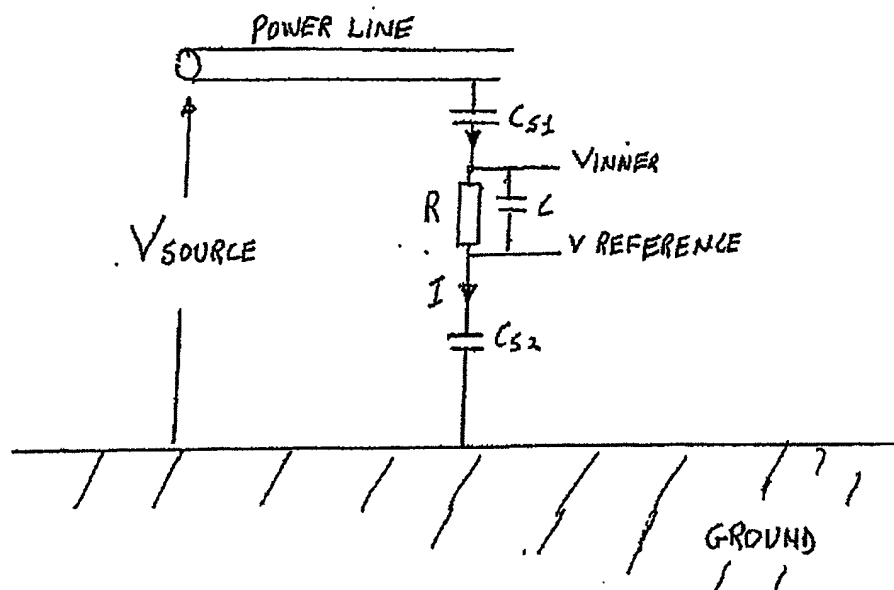 POWER LINE
CS1
VINNER
R
C
VSOURCE
V REFERENCE
I
CS2
GROUND